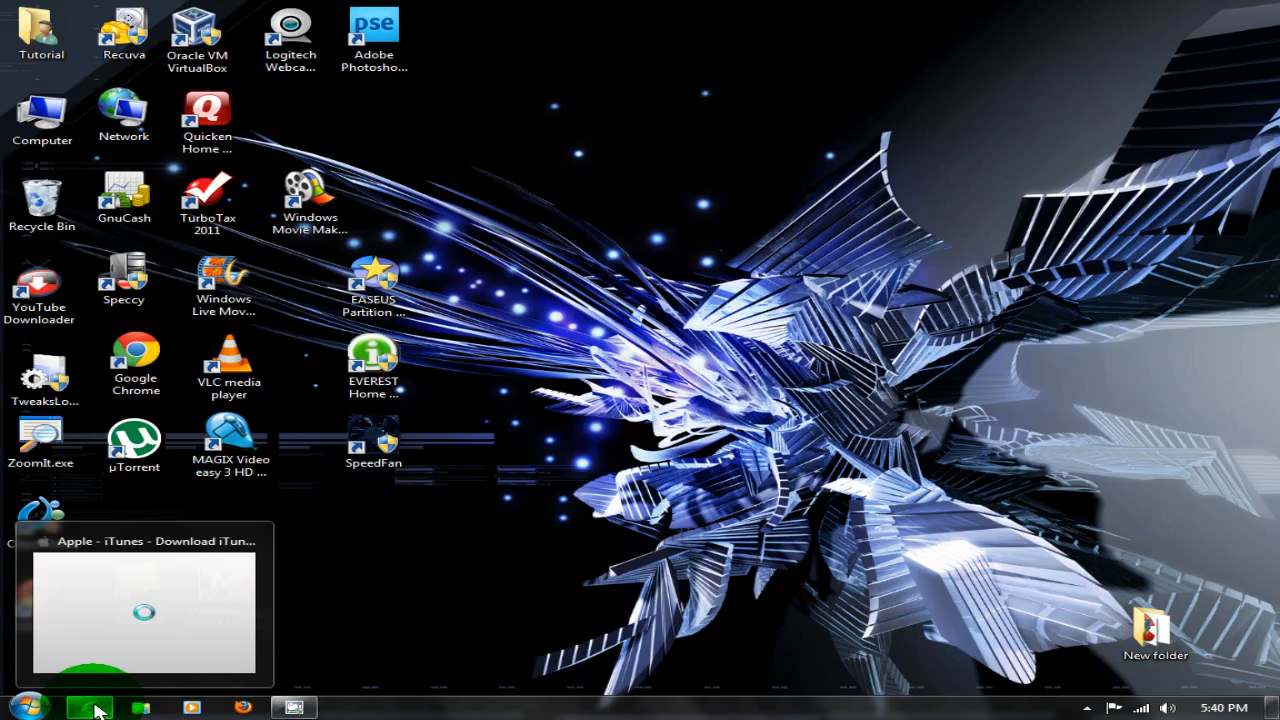 Tutorial
Recuva
Oracle VM
VirtualBox
Logitech
Webca...
pse
Adobe
Photosho...
Computer
Network
Q
Quicken
Home ...
Recycle Bin
GnuCash
TurboTax
2011
Windows
Movie Mak...
YouTube
Downloader
Speccy
Windows
Live Mov...
EASEUS
Partition ...
TweaksLo...
Google
Chrome
VLC media
player
EVEREST
Home ...
ZoomIt.exe
µTorrent
MAGIX Video
easy 3 HD ...
SpeedFan
Apple - iTunes - Download iTun...
New folder
5:40 PM